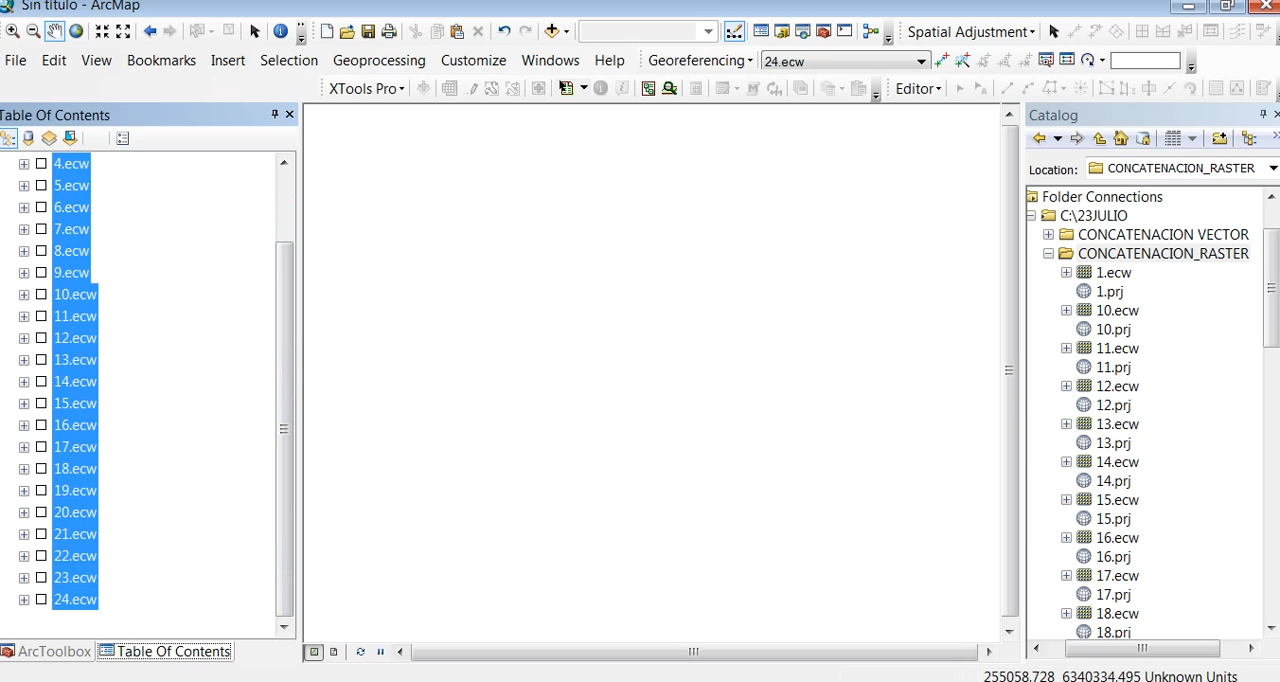 Sin título - ArcMap
Spatial Adjustment
File Edit View Bookmarks Insert Selection Geoprocessing Customize Windows Help Georeferencing 24.ecw
XTools Pro Editor
Table Of Contents
4.ecw
5.ecw
6.ecw
7.ecw
8.ecw
9.ecw
10.ecw
11.ecw
12.ecw
13.ecw
14.ecw
15.ecw
16.ecw
17.ecw
18.ecw
19.ecw
20.ecw
21.ecw
22.ecw
23.ecw
24.ecw
ArcToolbox Table Of Contents
Catalog
Location: CONCATENACION_RASTER
Folder Connections
C:\23JULIO
CONCATENACION VECTOR
CONCATENACION_RASTER
1.ecw
1.prj
10.ecw
10.prj
11.ecw
11.prj
12.ecw
12.prj
13.ecw
13.prj
14.ecw
14.prj
15.ecw
15.prj
16.ecw
16.prj
17.ecw
17.prj
18.ecw
18.prj
255058.728 6340334.495 Unknown Units